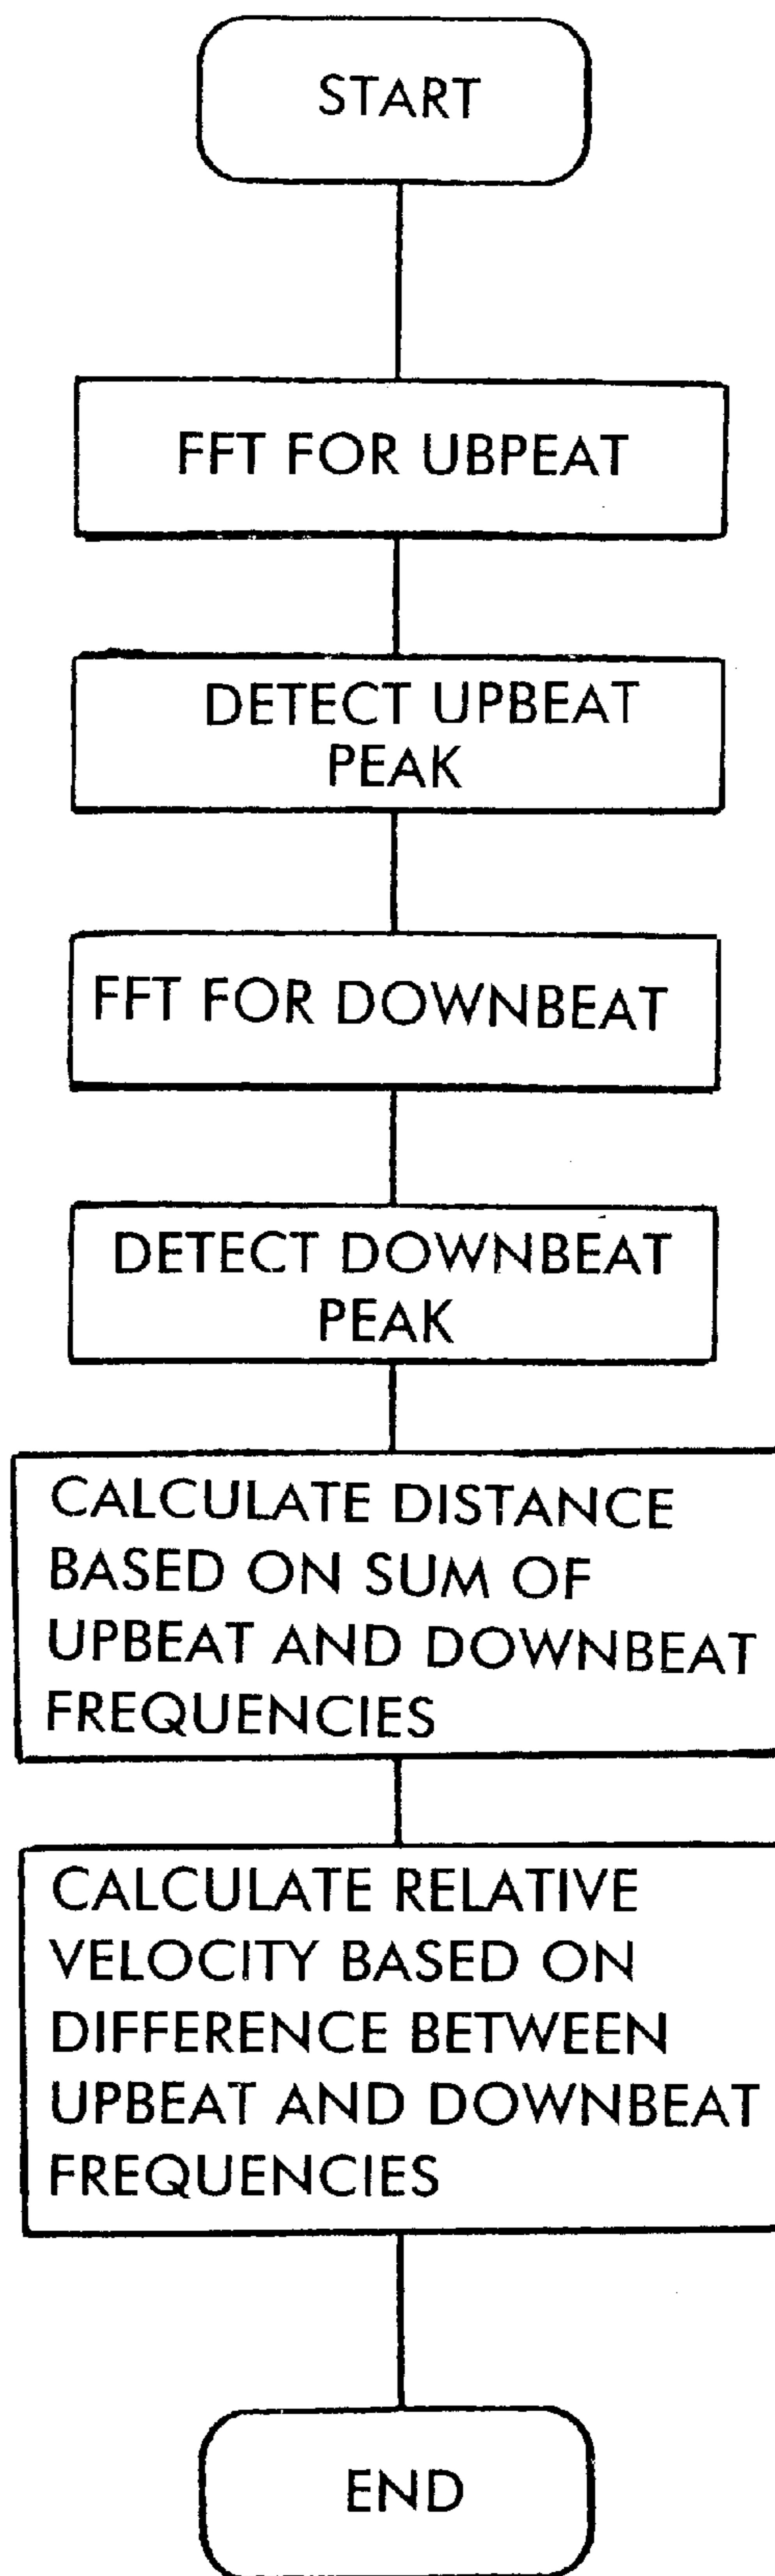 START
FFT FOR UBPEAT
DETECT UPBEAT
PEAK
FFT FOR DOWNBEAT
DETECT DOWNBEAT
PEAK
CALCULATE DISTANCE
BASED ON SUM OF
UPBEAT AND DOWNBEAT
FREQUENCIES
CALCULATE RELATIVE
VELOCITY BASED ON
DIFFERENCE BETWEEN
UPBEAT AND DOWNBEAT
FREQUENCIES
END